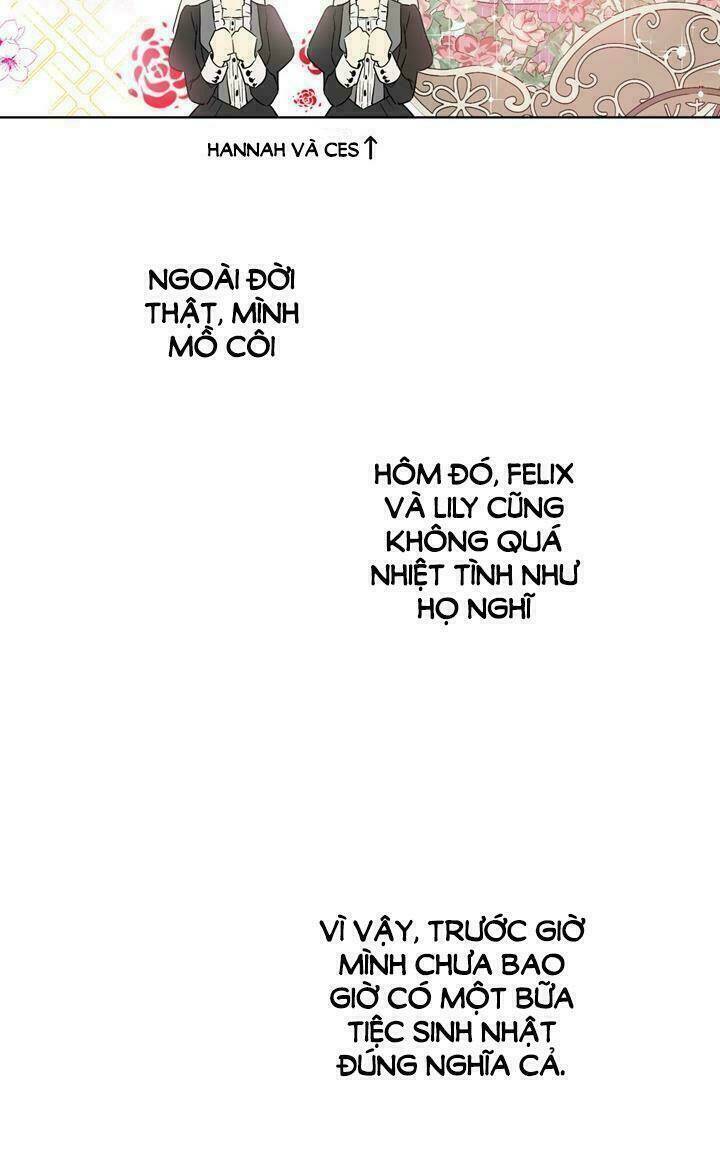 HANNAH VÀ CES↑
NGOÀI ĐỜI
THẬT, MÌNH
MỒ CÔI
HÔM ĐÓ, FELIX
VÀ LILY CŨNG
KHÔNG QUÁ
NHIỆT TÌNH NHƯ
HỌ NGHĨ
VÌ VẬY, TRƯỚC GIỜ
MÌNH CHƯA BAO
GIỜ CÓ MỘT BỮA
TIỆC SINH NHẬT
ĐÚNG NGHĨA CẢ.